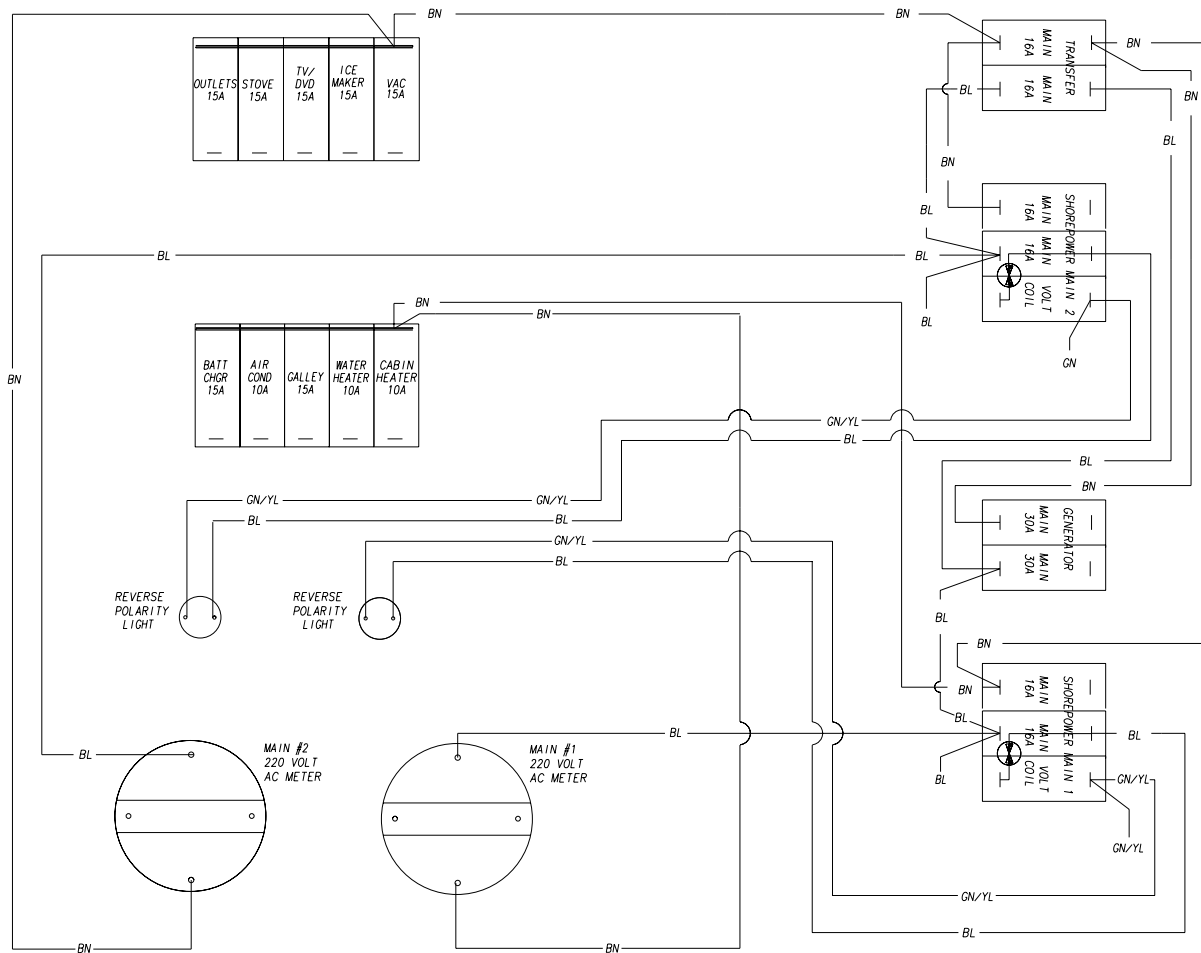 BN
BN
BN
OUTLETS
15A
STOVE
15A
TV/
DVD
15A
ICE
MAKER
15A
VAC
15A
MAIN
16A
TRANSFER
MAIN
16A
BL
BN
BL
BN
BL
BL
BL
BL
MAIN
16A
SHOREPOWER MAIN 2
MAIN
16A
VOLT
COIL
GN
BN
BN
BN
BATT
CHGR
15A
AIR
COND
10A
GALLEY
15A
WATER
HEATER
10A
CABIN
HEATER
10A
GN/YL
BL
BL
BN
GN/YL
GN/YL
BL
BL
GN/YL
BL
MAIN
30A
GENERATOR
MAIN
30A
REVERSE
POLARITY
LIGHT
REVERSE
POLARITY
LIGHT
BL
BN
BN
MAIN
16A
SHOREPOWER MAIN 1
MAIN
16A
VOLT
COIL
BL
BL
BL
BL
BL
MAIN #2
220 VOLT
AC METER
MAIN #1
220 VOLT
AC METER
GN/YL
GN/YL
GN/YL
BL
BN
BN